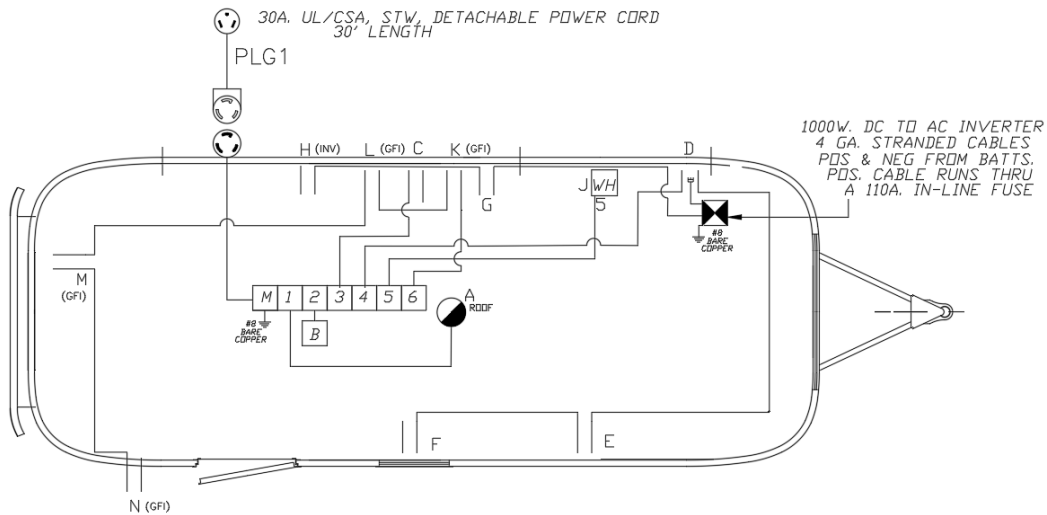 30A. UL/CSA, STW, DETACHABLE POWER CORD
30' LENGTH
PLG1
1000W. DC TO AC INVERTER
4 GA. STRANDED CABLES
POS & NEG FROM BATTS.
POS. CABLE RUNS THRU
A 110A. IN-LINE FUSE
H (INV) L (GFI) C K (GFI) D
G
J WH
5
#8
BARE
COPPER
M
(GFI)
M 1 2 3 4 5 6
A
ROOF
#8
BARE
COPPER
B
F
E
N (GFI)